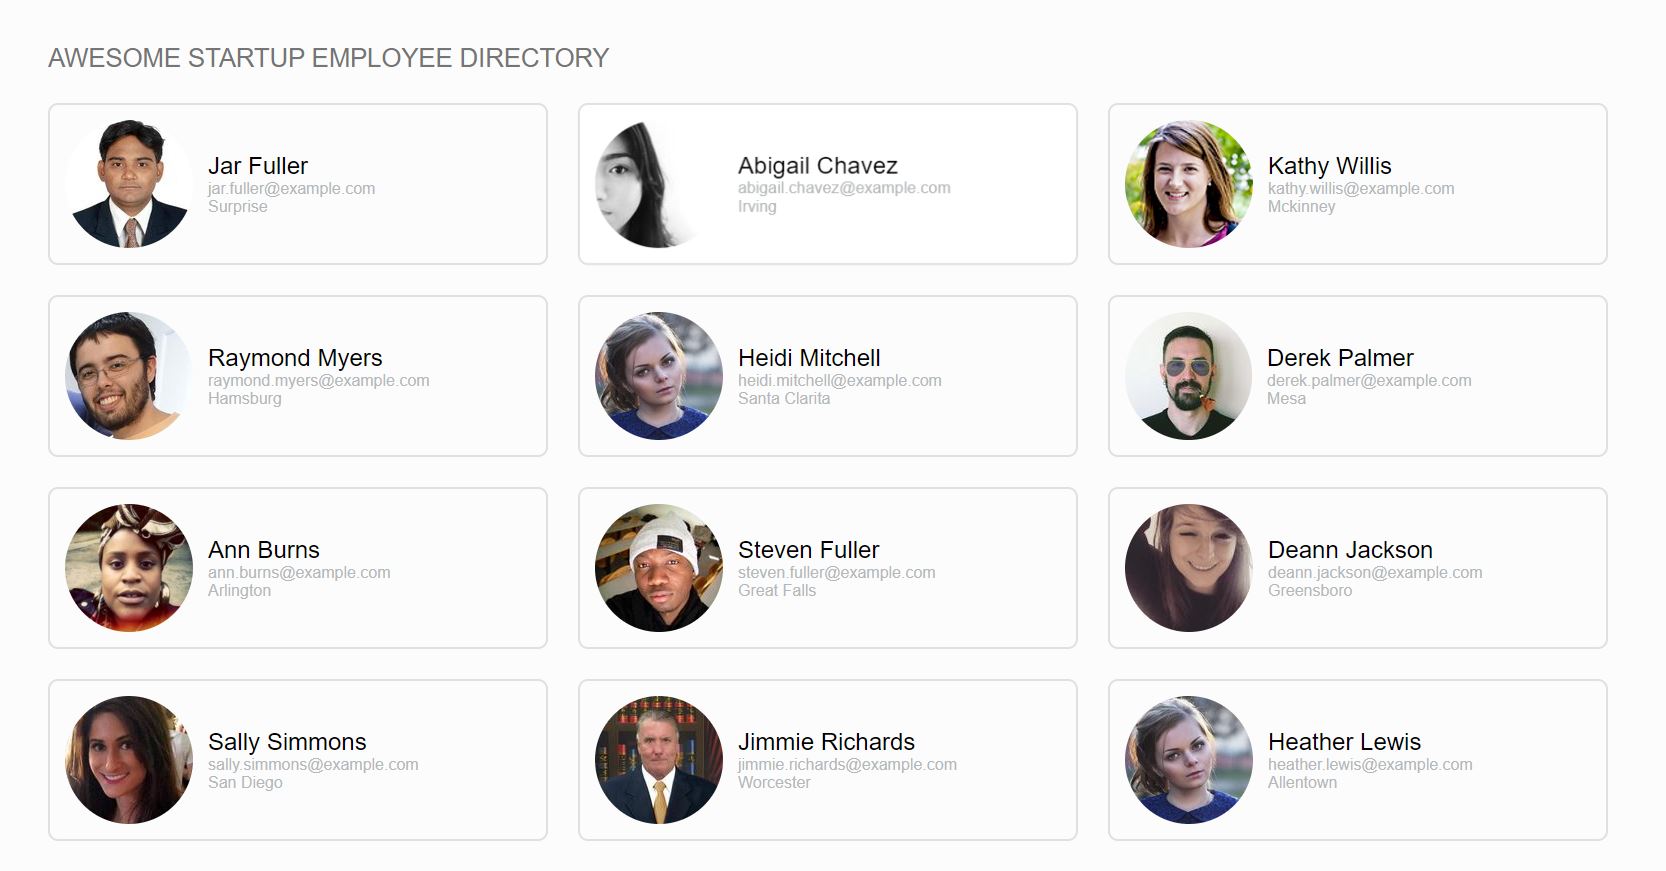 AWESOME STARTUP EMPLOYEE DIRECTORY
Jar Fuller
jar.fuller@example.com
Surprise
Abigail Chavez
abigail.chavez@example.com
Irving
Kathy Willis
kathy.willis@example.com
Mckinney
Raymond Myers
raymond.myers@example.com
Hamsburg
Heidi Mitchell
heidi.mitchell@example.com
Santa Clarita
Derek Palmer
derek.palmer@example.com
Mesa
Ann Burns
ann.burns@example.com
Arlington
Steven Fuller
steven.fuller@example.com
Great Falls
Deann Jackson
deann.jackson@example.com
Greensboro
Sally Simmons
sally.simmons@example.com
San Diego
Jimmie Richards
jimmie.richards@example.com
Worcester
Heather Lewis
heather.lewis@example.com
Allentown